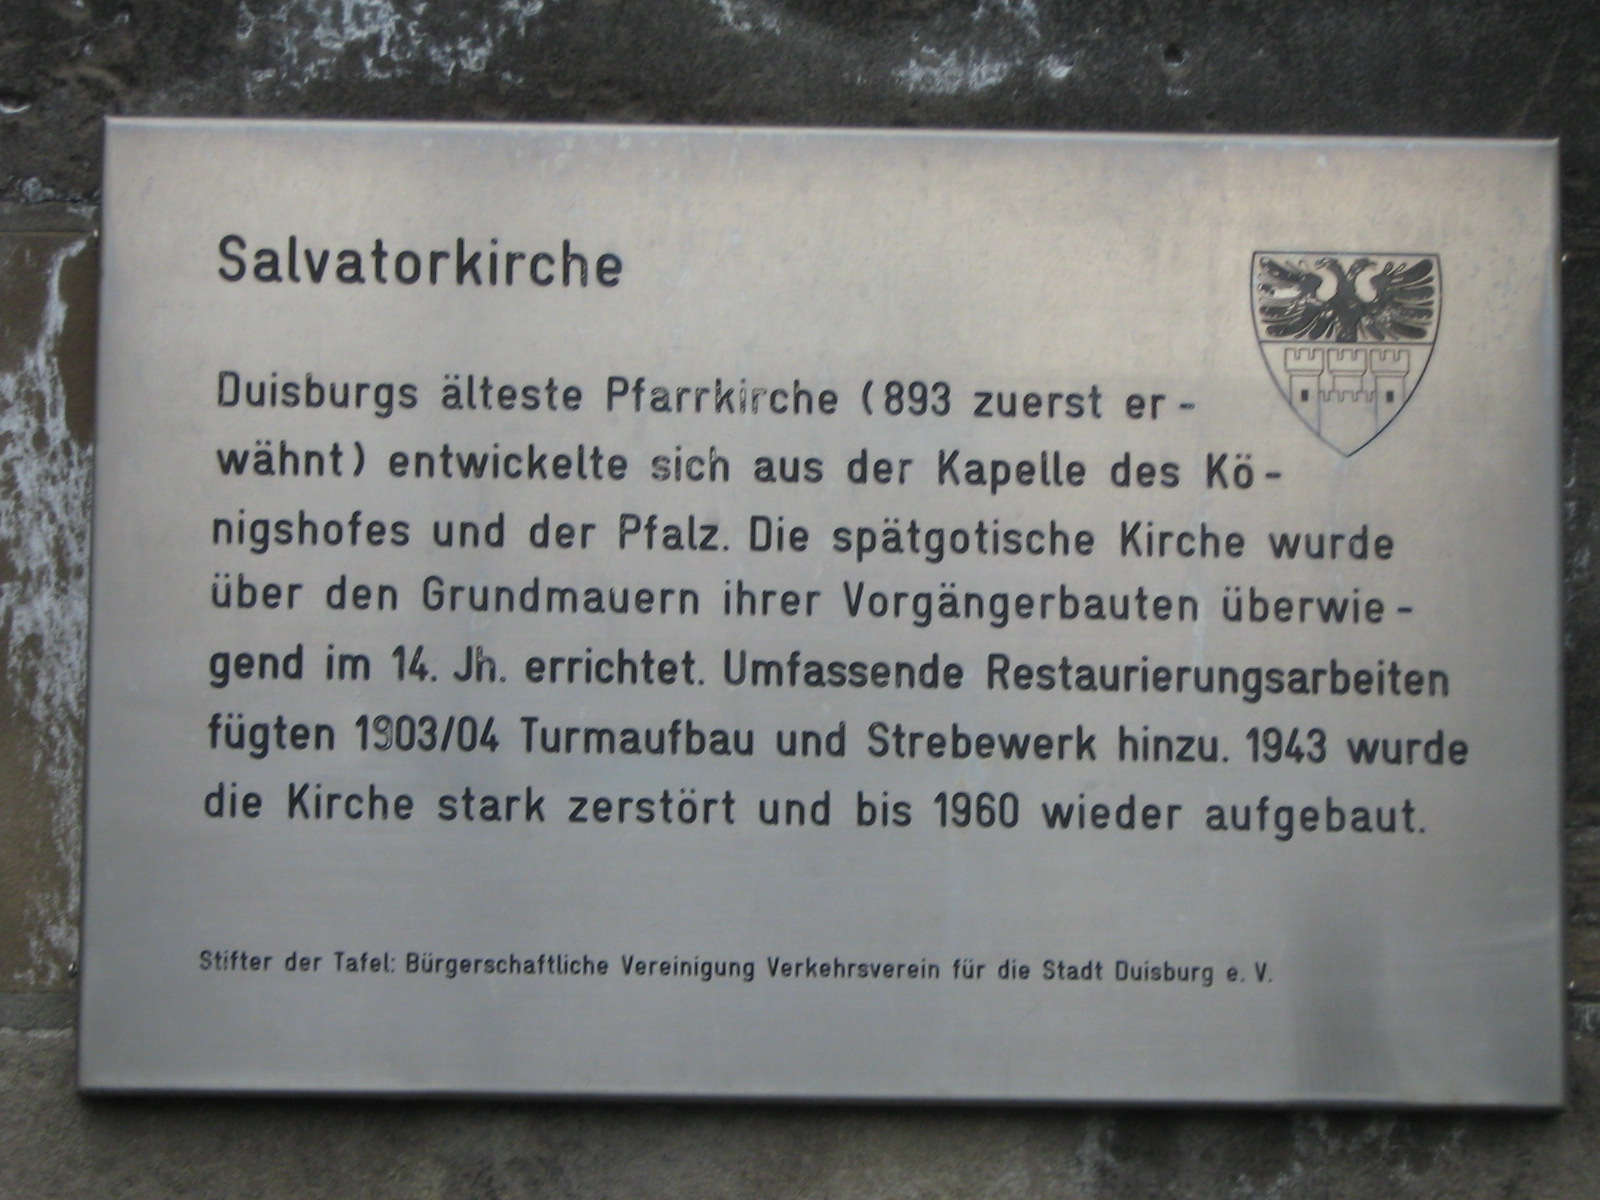 Salvatorkirche
Duisburgs älteste Pfarrkirche (893 zuerst er-
wähnt) entwickelte sich aus der Kapelle des Kö-
nigshofes und der Pfalz. Die spätgotische Kirche wurde
über den Grundmauern ihrer Vorgängerbauten überwie-
gend im 14. Jh. errichtet. Umfassende Restaurierungsarbeiten
fügten 1903/04 Turmaufbau und Strebewerk hinzu. 1943 wurde
die Kirche stark zerstört und bis 1960 wieder aufgebaut.
Stifter der Tafel: Bürgerschaftliche Vereinigung Verkehrsverein für die Stadt Duisburg e. V.